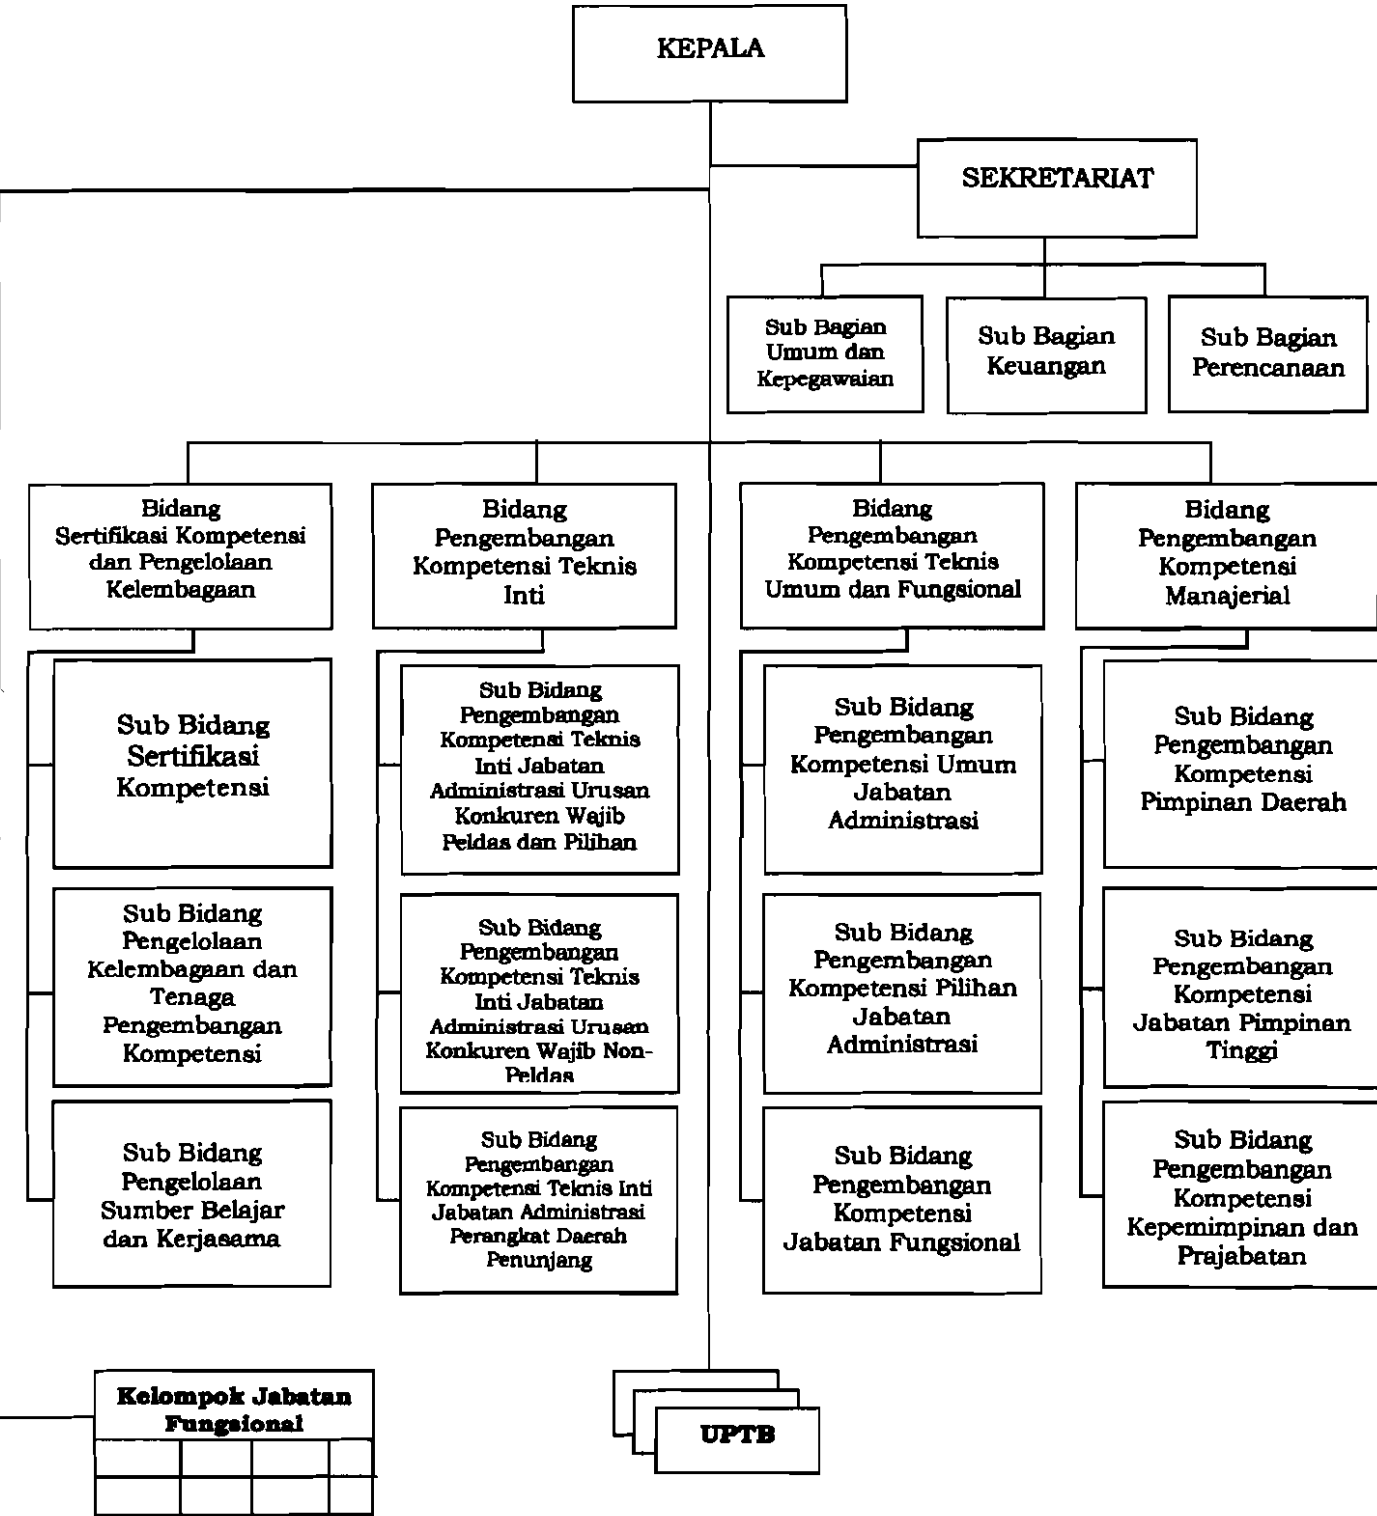 KEPALA
SEKRETARIAT
Sub Bagian
Umum dan
Kepegawaian
Sub Bagian
Keuangan
Sub Bagian
Perencanaan
Bidang
Sertifikasi Kompetensi
dan Pengelolaan
Kelembagaan
Bidang
Pengembangan
Kompetensi Teknis
Inti
Bidang
Pengembangan
Kompetensi Teknis
Umum dan Fungsional
Bidang
Pengembangan
Kompetensi
Manajerial
Sub Bidang
Sertifikasi
Kompetensi
Sub Bidang
Pengelolaan
Kelembagaan dan
Tenaga
Pengembangan
Kompetensi
Sub Bidang
Pengelolaan
Sumber Belajar
dan Kerjasama
Sub Bidang
Pengembangan
Kompetensi Teknis
Inti Jabatan
Administrasi Urusan
Konkuren Wajib
Peldas dan Pilihan
Sub Bidang
Pengembangan
Kompetensi Teknis
Inti Jabatan
Administrasi Urusan
Konkuren Wajib Non-
Peldas
Sub Bidang
Pengembangan
Kompetensi Teknis Inti
Jabatan Administrasi
Perangkat Daerah
Penunjang
Sub Bidang
Pengembangan
Kompetensi Umum
Jabatan
Administrasi
Sub Bidang
Pengembangan
Kompetensi Pilihan
Jabatan
Administrasi
Sub Bidang
Pengembangan
Kompetensi
Jabatan Fungsional
Sub Bidang
Pengembangan
Kompetensi
Pimpinan Daerah
Sub Bidang
Pengembangan
Kompetensi
Jabatan Pimpinan
Tinggi
Sub Bidang
Pengembangan
Kompetensi
Kepemimpinan dan
Prajabatan
Kelompok Jabatan
Fungsional
UPTB